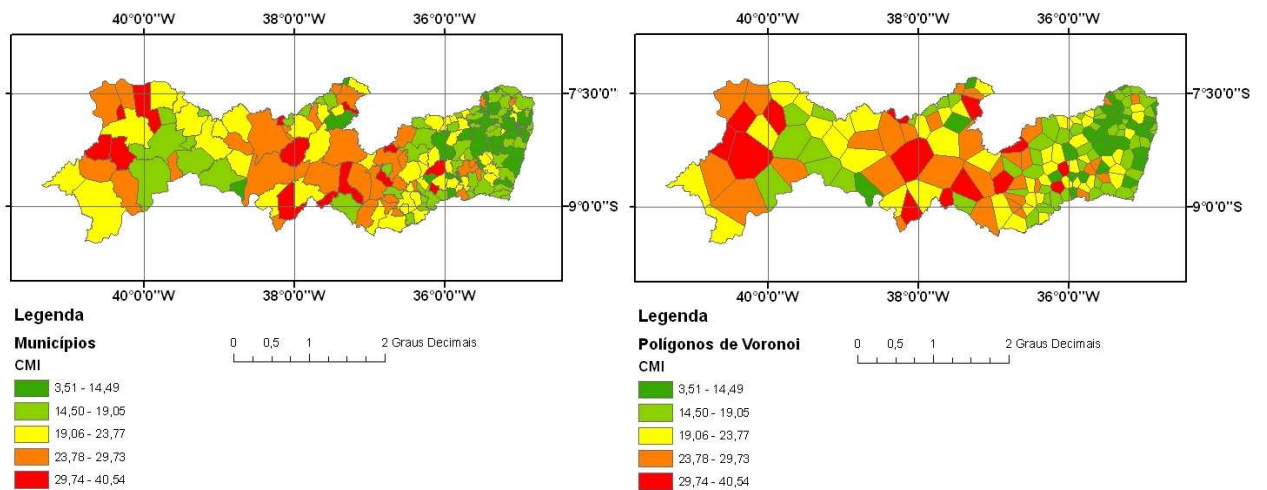 40°0'0"W 38°0'0"W 36°0'0"W
7°30'0"S
9°0'0"S
40°0'0"W 38°0'0"W 36°0'0"W
Legenda
Municípios
CMI
3,51 - 14,49
14,50 - 19,05
19,06 - 23,77
23,78 - 29,73
29,74 - 40,54
0 0,5 1 2 Graus Decimais
40°0'0"W 38°0'0"W 36°0'0"W
7°30'0"S
9°0'0"S
40°0'0"W 38°0'0"W 36°0'0"W
Legenda
Polígonos de Voronoi
CMI
3,51 - 14,49
14,50 - 19,05
19,06 - 23,77
23,78 - 29,73
29,74 - 40,54
0 0,5 1 2 Graus Decimais